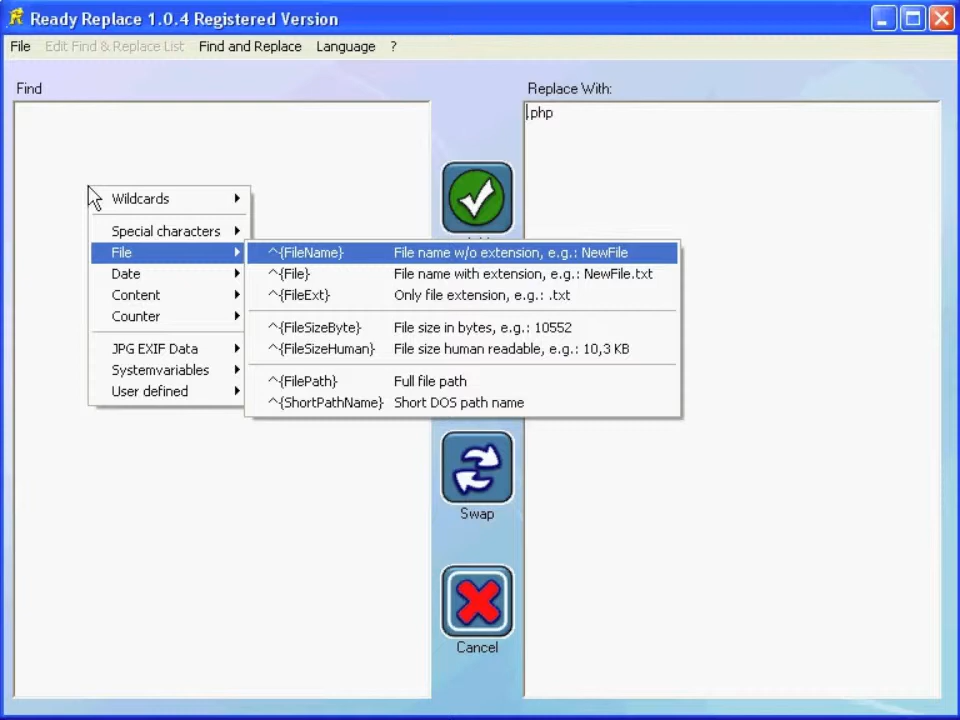 Ready Replace 1.0.4 Registered Version
File Edit Find & Replace List Find and Replace Language ?
Find Replace With:
.php
Wildcards
Special characters
File ^{FileName} File name w/o extension, e.g.: NewFile
Date ^{File} File name with extension, e.g.: NewFile.txt
Content ^{FileExt} Only file extension, e.g.: .txt
Counter ^{FileSizeByte} File size in bytes, e.g.: 10552
JPG EXIF Data ^{FileSizeHuman} File size human readable, e.g.: 10,3 KB
Systemvariables ^{FilePath} Full file path
User defined ^{ShortPathName} Short DOS path name
Swap
Cancel